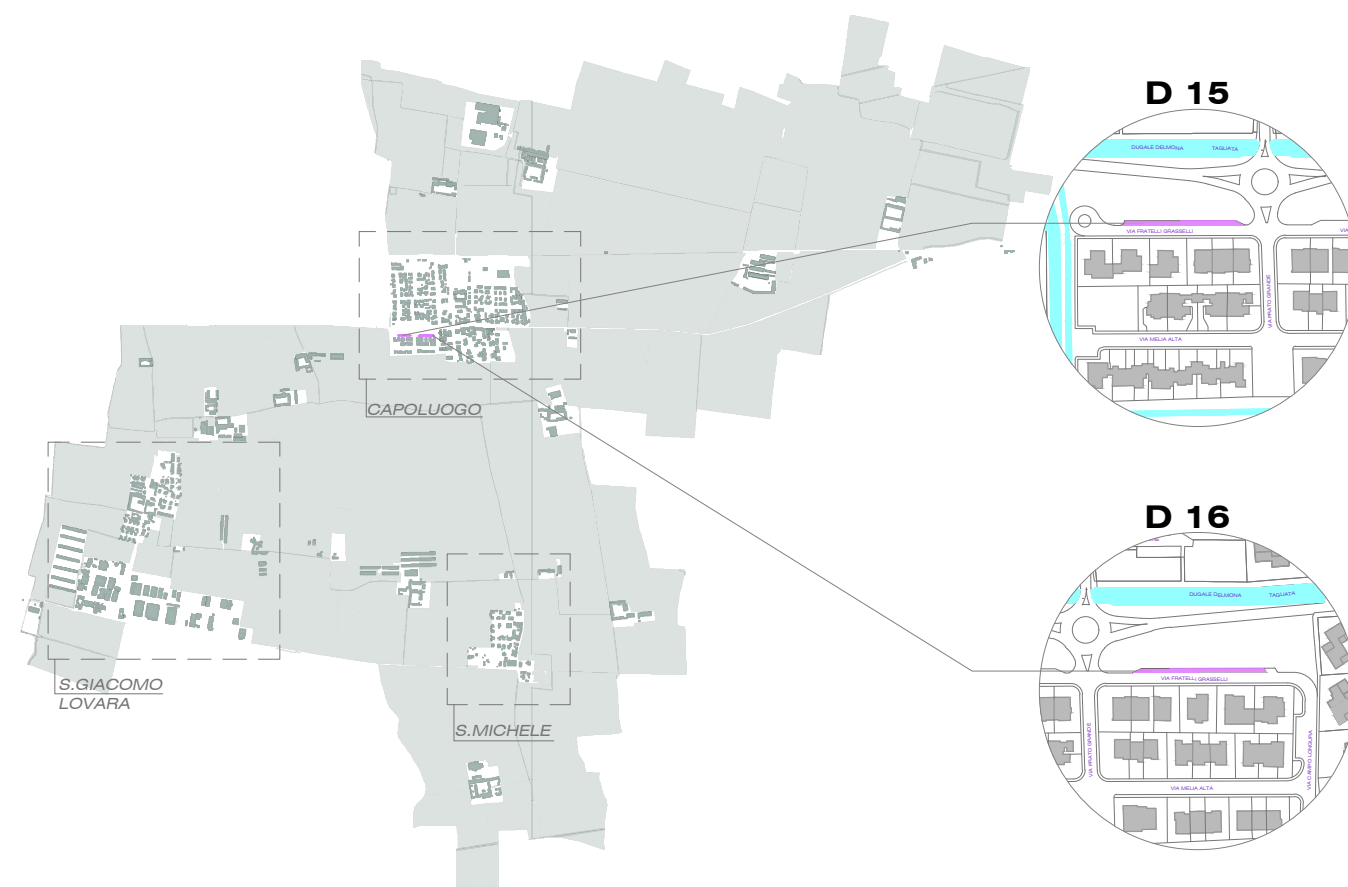 D 15
DUGALE DELMONA TAGLIATA
VIA FRATELLI GRASSELLI
VIA
VIA PRATO GRANDE
VIA MELIA ALTA
CAPOLUOGO
D 16
DUGALE DELMONA TAGLIATA
VIA FRATELLI GRASSELLI
VIA PRATO GRANDE
VIA CAMPO LONGURA
VIA MELIA ALTA
S.GIACOMO
LOVARA
S.MICHELE